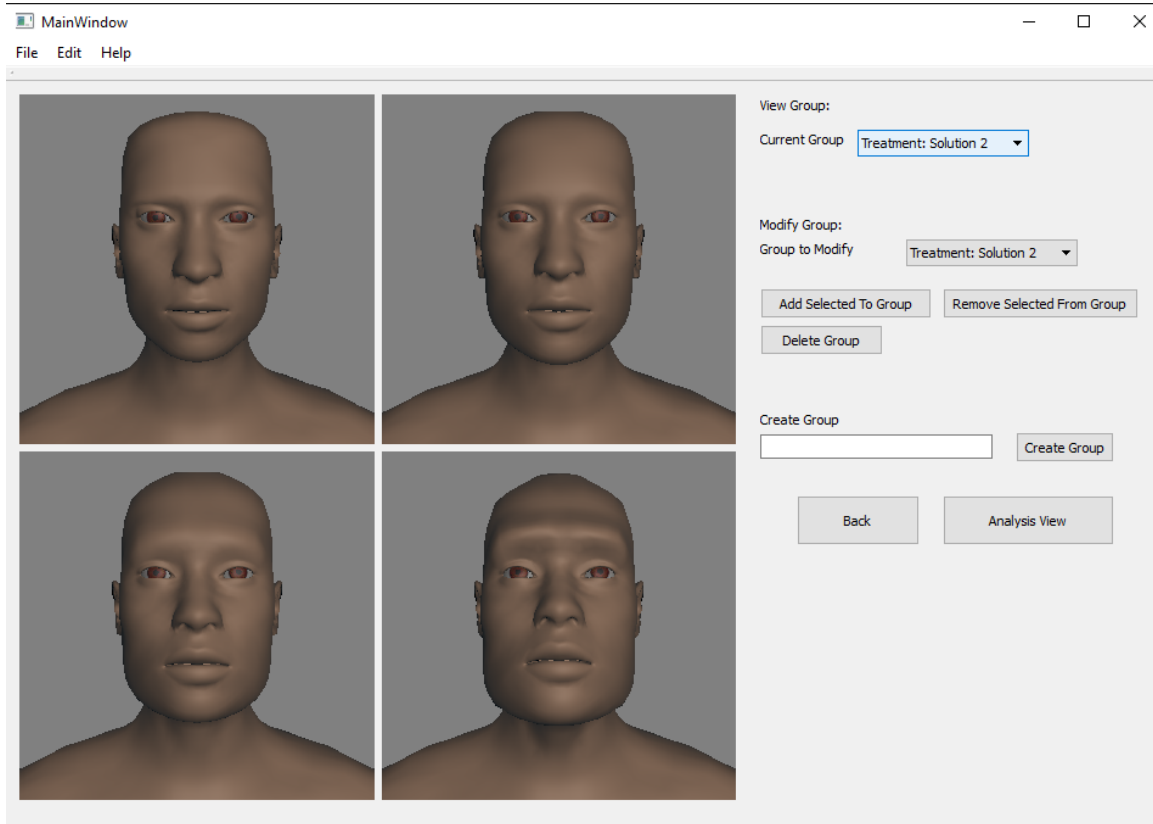 MainWindow
File Edit Help
View Group:
Current Group Treatment: Solution 2
Modify Group:
Group to Modify Treatment: Solution 2
Add Selected To Group Remove Selected From Group
Delete Group
Create Group
Create Group
Back Analysis View